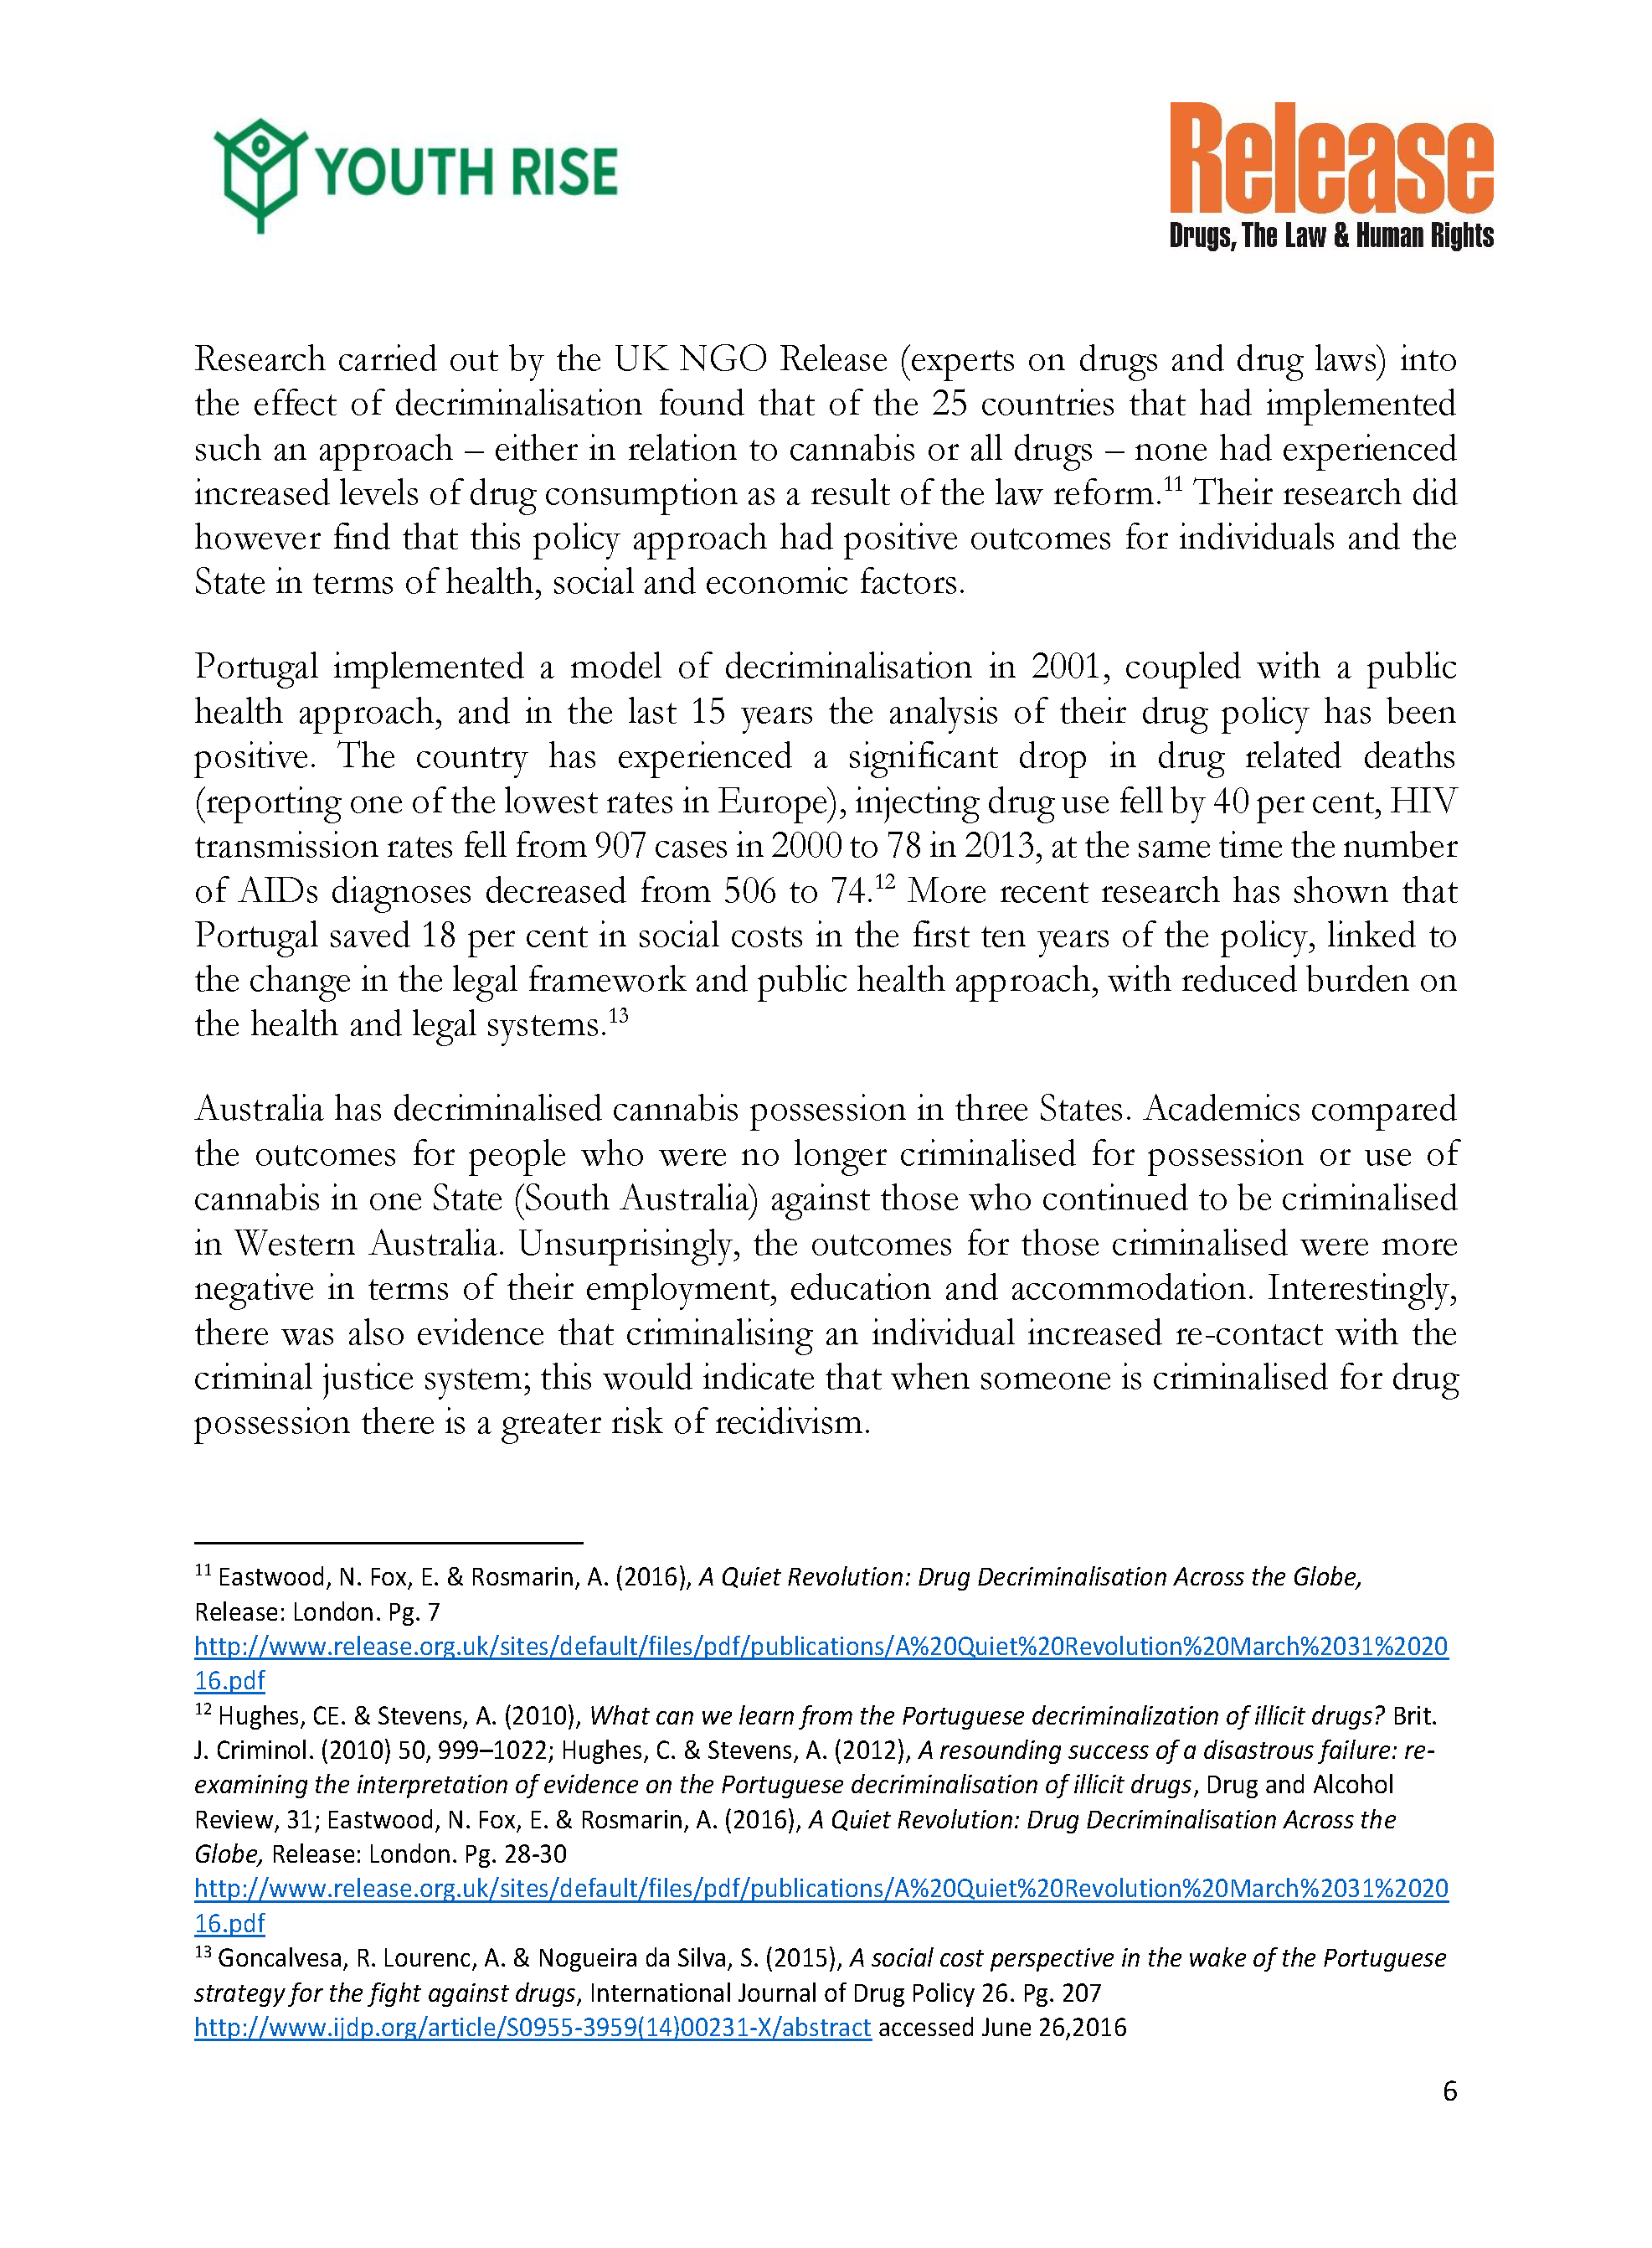 YOUTH RISE
Release
Drugs, The Law & Human Rights
Research carried out by the UK NGO Release (experts on drugs and drug laws) into
the effect of decriminalisation found that of the 25 countries that had implemented
such an approach – either in relation to cannabis or all drugs – none had experienced
increased levels of drug consumption as a result of the law reform.11 Their research did
however find that this policy approach had positive outcomes for individuals and the
State in terms of health, social and economic factors.
Portugal implemented a model of decriminalisation in 2001, coupled with a public
health approach, and in the last 15 years the analysis of their drug policy has been
positive. The country has experienced a significant drop in drug related deaths
(reporting one of the lowest rates in Europe), injecting drug use fell by 40 per cent, HIV
transmission rates fell from 907 cases in 2000 to 78 in 2013, at the same time the number
of AIDs diagnoses decreased from 506 to 74.12 More recent research has shown that
Portugal saved 18 per cent in social costs in the first ten years of the policy, linked to
the change in the legal framework and public health approach, with reduced burden on
the health and legal systems.13
Australia has decriminalised cannabis possession in three States. Academics compared
the outcomes for people who were no longer criminalised for possession or use of
cannabis in one State (South Australia) against those who continued to be criminalised
in Western Australia. Unsurprisingly, the outcomes for those criminalised were more
negative in terms of their employment, education and accommodation. Interestingly,
there was also evidence that criminalising an individual increased re-contact with the
criminal justice system; this would indicate that when someone is criminalised for drug
possession there is a greater risk of recidivism.
11 Eastwood, N. Fox, E. & Rosmarin, A. (2016), A Quiet Revolution: Drug Decriminalisation Across the Globe,
Release: London. Pg. 7
http://www.release.org.uk/sites/default/files/pdf/publications/A%20Quiet%20Revolution%20March%2031%2020
16.pdf
12 Hughes, CE. & Stevens, A. (2010), What can we learn from the Portuguese decriminalization of illicit drugs? Brit.
J. Criminol. (2010) 50, 999–1022; Hughes, C. & Stevens, A. (2012), A resounding success of a disastrous failure: re-
examining the interpretation of evidence on the Portuguese decriminalisation of illicit drugs, Drug and Alcohol
Review, 31; Eastwood, N. Fox, E. & Rosmarin, A. (2016), A Quiet Revolution: Drug Decriminalisation Across the
Globe, Release: London. Pg. 28-30
http://www.release.org.uk/sites/default/files/pdf/publications/A%20Quiet%20Revolution%20March%2031%2020
16.pdf
13 Goncalvesa, R. Lourenc, A. & Nogueira da Silva, S. (2015), A social cost perspective in the wake of the Portuguese
strategy for the fight against drugs, International Journal of Drug Policy 26. Pg. 207
http://www.ijdp.org/article/S0955-3959(14)00231-X/abstract accessed June 26,2016
6